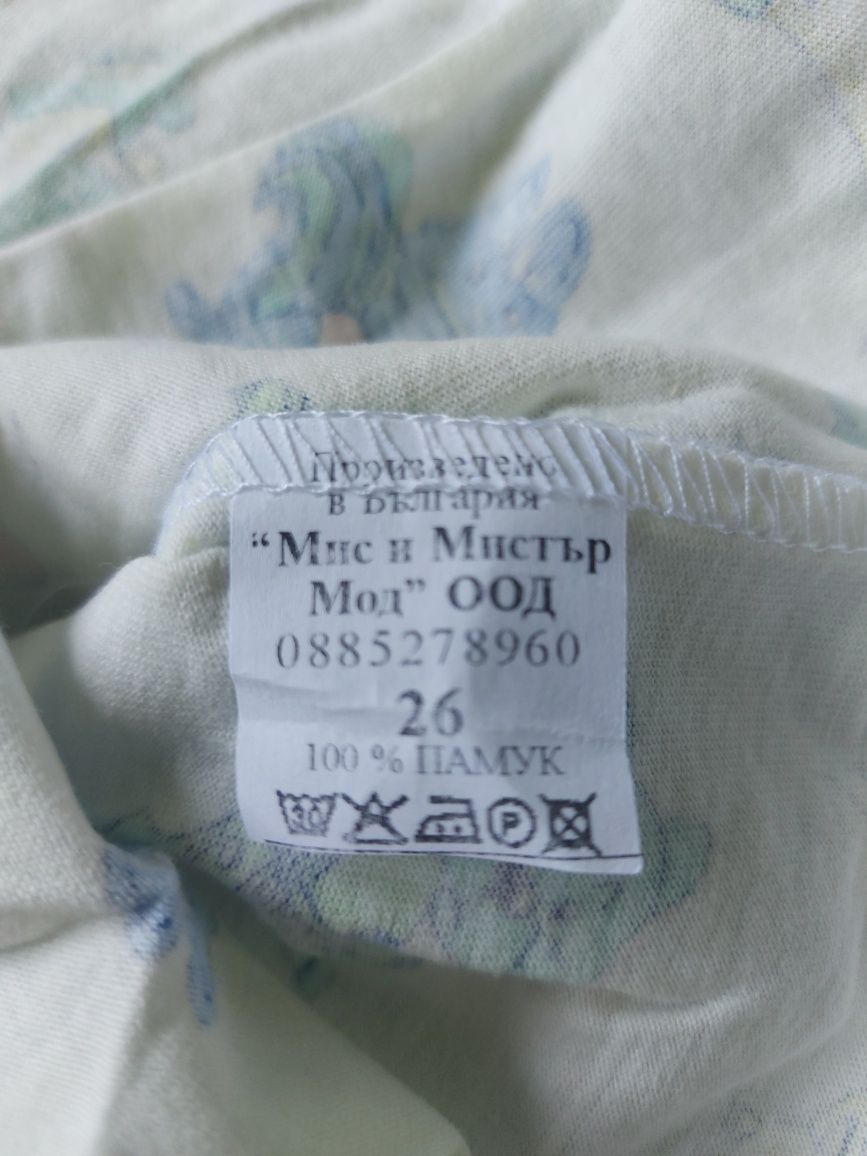 Произведено
в България
“Мис и Мистър
Мод” ООД
0885278960
26
100 % ПАМУК
30
P